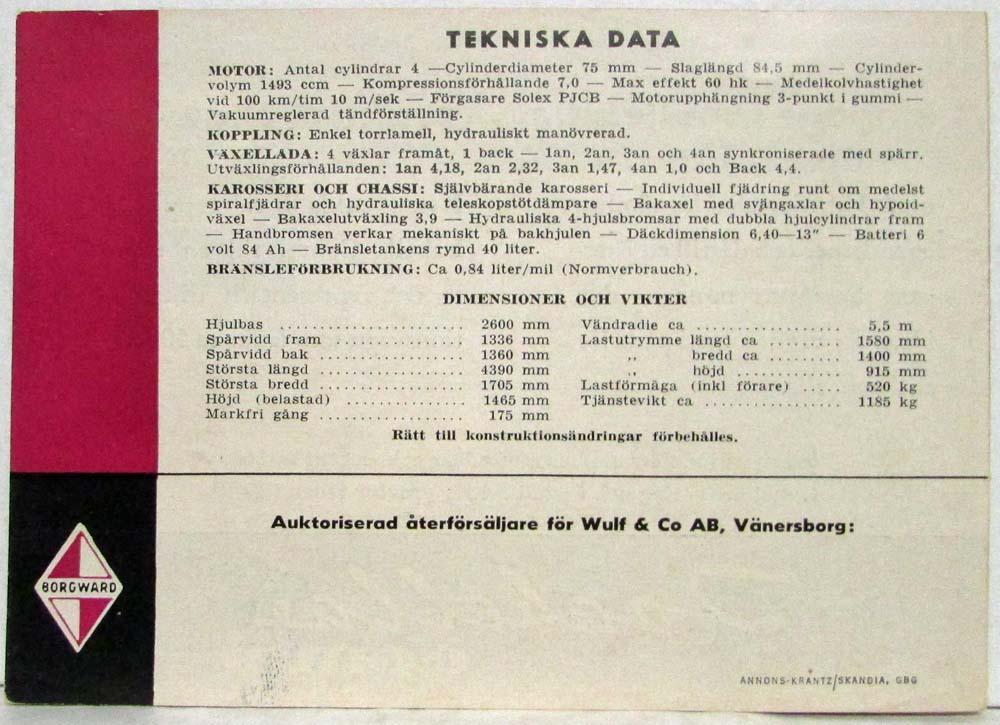 TEKNISKA DATA
MOTOR: Antal cylindrar 4 —Cylinderdiameter 75 mm — Slaglängd 84,5 mm — Cylinder-
volym 1493 ccm — Kompressionsförhållande 7,0 — Max effekt 60 hk — Medelkolvhastighet
vid 100 km/tim 10 m/sek — Förgasare Solex PJCB — Motorupphängning 3-punkt i gummi —
Vakuumreglerad tändförställning.
KOPPLING: Enkel torrlamell, hydrauliskt manövrerad.
VÄXELLÅDA: 4 växlar framåt, 1 back — 1an, 2an, 3an och 4an synkroniserade med spärr.
Utväxlingsförhållanden: 1an 4,18, 2an 2,32, 3an 1,47, 4an 1,0 och Back 4,4.
KAROSSERI OCH CHASSI: Självbärande karosseri — Individuell fjädring runt om medelst
spiralfjädrar och hydrauliska teleskopstötdämpare — Bakaxel med svängaxlar och hypoid-
växel — Bakaxelutväxling 3,9 — Hydrauliska 4-hjulsbromsar med dubbla hjulcylindrar fram
— Handbromsen verkar mekaniskt på bakhjulen — Däckdimension 6,40—13" — Batteri 6
volt 84 Ah — Bränsletankens rymd 40 liter.
BRÄNSLEFÖRBRUKNING: Ca 0,84 liter/mil (Normverbrauch).
DIMENSIONER OCH VIKTER
Hjulbas ........................ 2600 mm
Spårvidd fram ................. 1336 mm
Spårvidd bak ................... 1360 mm
Största längd ................... 4390 mm
Största bredd ................... 1705 mm
Höjd (belastad) ............... 1465 mm
Markfri gång .................... 175 mm
Vändradie ca .................. 5,5 m
Lastutrymme längd ca .......... 1580 mm
„ bredd ca .......... 1400 mm
„ höjd .............. 915 mm
Lastförmåga (inkl förare) ..... 520 kg
Tjänstevikt ca ................. 1185 kg
Rätt till konstruktionsändringar förbehålles.
BORGWARD
Auktoriserad återförsäljare för Wulf & Co AB, Vänersborg:
ANNONS-KRANTZ/SKANDIA, GBG